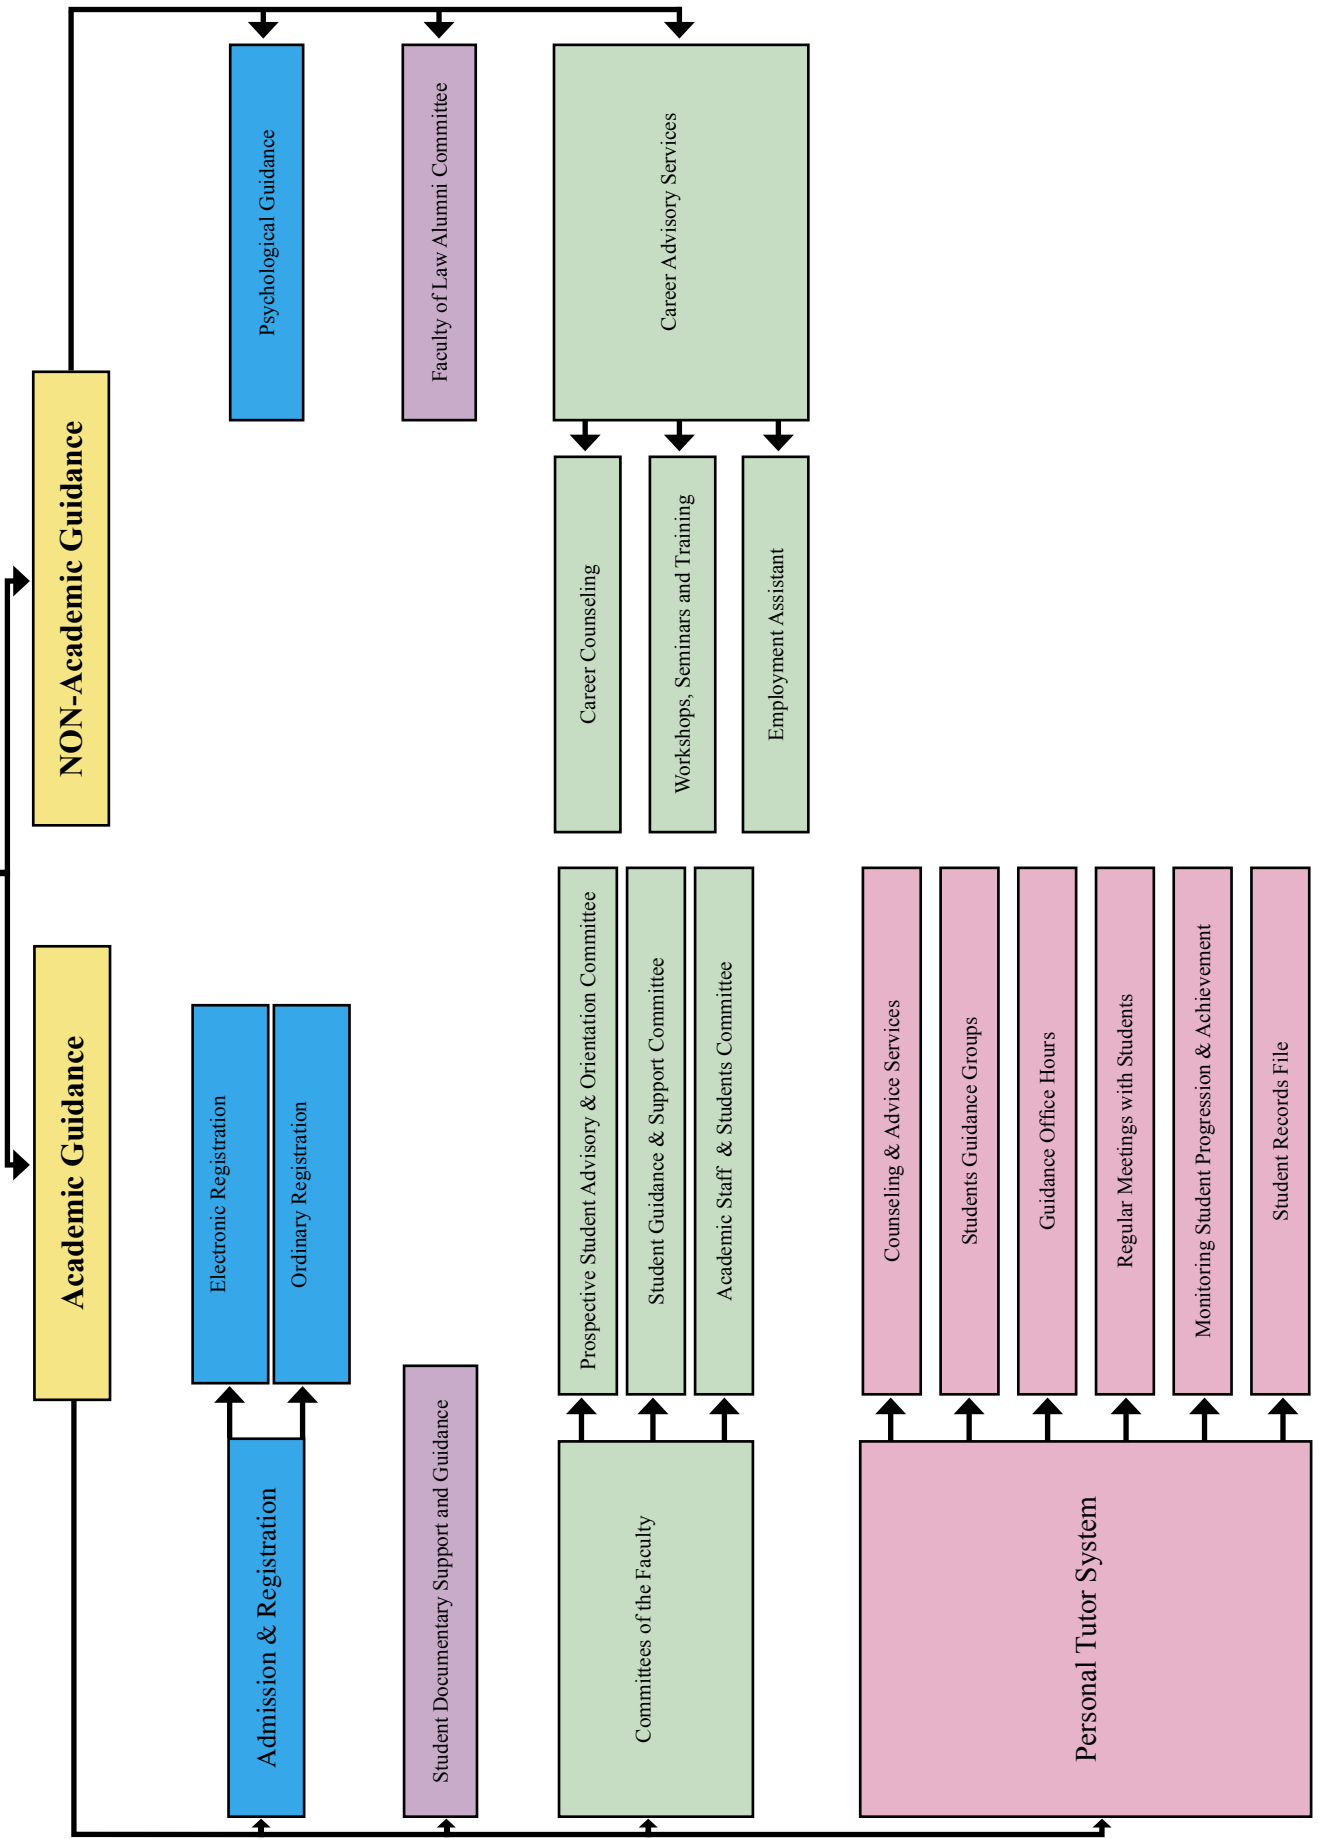 Academic Guidance
NON-Academic Guidance
Admission & Registration
Electronic Registration
Ordinary Registration
Student Documentary Support and Guidance
Committees of the Faculty
Prospective Student Advisory & Orientation Committee
Student Guidance & Support Committee
Academic Staff & Students Committee
Personal Tutor System
Counseling & Advice Services
Students Guidance Groups
Guidance Office Hours
Regular Meetings with Students
Monitoring Student Progression & Achievement
Student Records File
Psychological Guidance
Faculty of Law Alumni Committee
Career Advisory Services
Career Counseling
Workshops, Seminars and Training
Employment Assistant